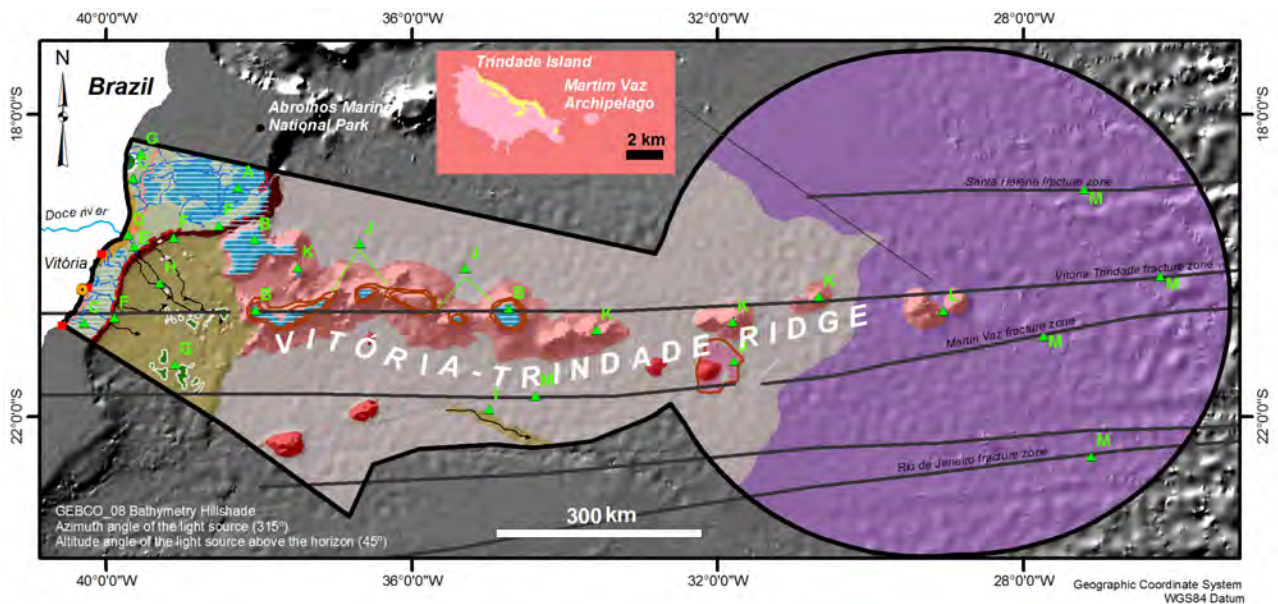 40°0'0"W 36°0'0"W 32°0'0"W 28°0'0"W
N
Brazil
Abrolhos Marine
National Park
Trindade Island
Martim Vaz
Archipelago
2 km
18°0'0"S
18°0'0"S
G
A
F
B
Doce river
Vitória
E
H
G
F
J
J
K
B
B
K
K
K
L
I
M
Santa Helena fracture zone
M
Vitória-Trindade fracture zone
M
Martin Vaz fracture zone
M
VITÓRIA-TRINDADE RIDGE
22°0'0"S
22°0'0"S
M
Rio de Janeiro fracture zone
M
300 km
GEBCO_08 Bathymetry Hillshade
Azimuth angle of the light source (315º)
Altitude angle of the light source above the horizon (45º)
40°0'0"W 36°0'0"W 32°0'0"W 28°0'0"W
Geographic Coordinate System
WGS84 Datum